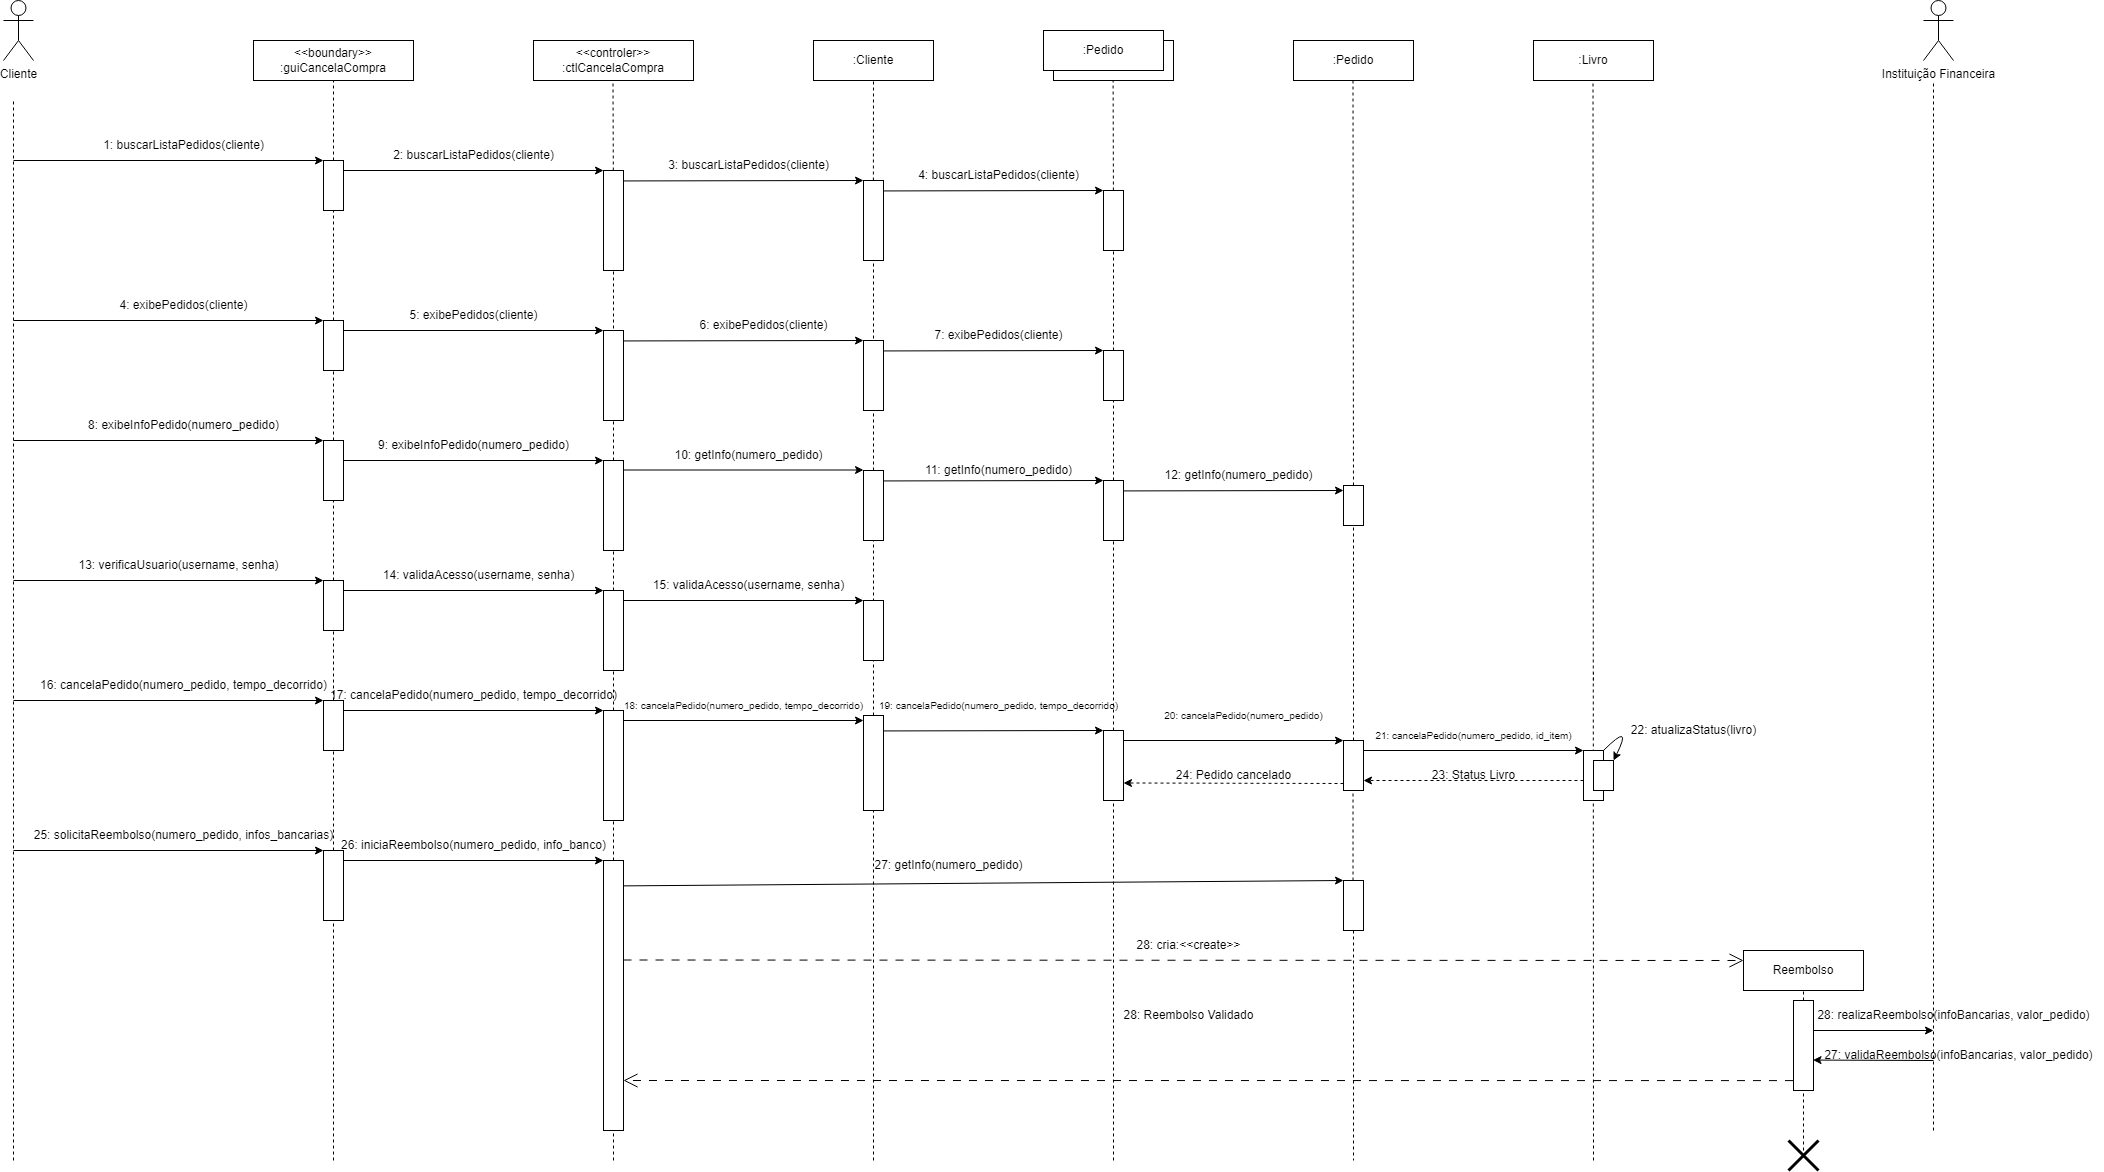 Cliente
<<boundary>>
:guiCancelaCompra
<<controler>>
:ctlCancelaCompra
:Cliente
:Pedido
:Pedido
:Livro
Instituição Financeira
1: buscarListaPedidos(cliente)
2: buscarListaPedidos(cliente)
3: buscarListaPedidos(cliente)
4: buscarListaPedidos(cliente)
4: exibePedidos(cliente)
5: exibePedidos(cliente)
6: exibePedidos(cliente)
7: exibePedidos(cliente)
8: exibeInfoPedido(numero_pedido)
9: exibeInfoPedido(numero_pedido)
10: getInfo(numero_pedido)
11: getInfo(numero_pedido)
12: getInfo(numero_pedido)
13: verificaUsuario(username, senha)
14: validaAcesso(username, senha)
15: validaAcesso(username, senha)
16: cancelaPedido(numero_pedido, tempo_decorrido)
17: cancelaPedido(numero_pedido, tempo_decorrido)
18: cancelaPedido(numero_pedido, tempo_decorrido)
19: cancelaPedido(numero_pedido, tempo_decorrido)
20: cancelaPedido(numero_pedido)
21: cancelaPedido(numero_pedido, id_item)
22: atualizaStatus(livro)
23: Status Livro
24: Pedido cancelado
25: solicitaReembolso(numero_pedido, infos_bancarias)
26: iniciaReembolso(numero_pedido, info_banco)
27: getInfo(numero_pedido)
28: cria:<<create>>
Reembolso
28: realizaReembolso(infoBancarias, valor_pedido)
28: Reembolso Validado
27: validaReembolso(infoBancarias, valor_pedido)